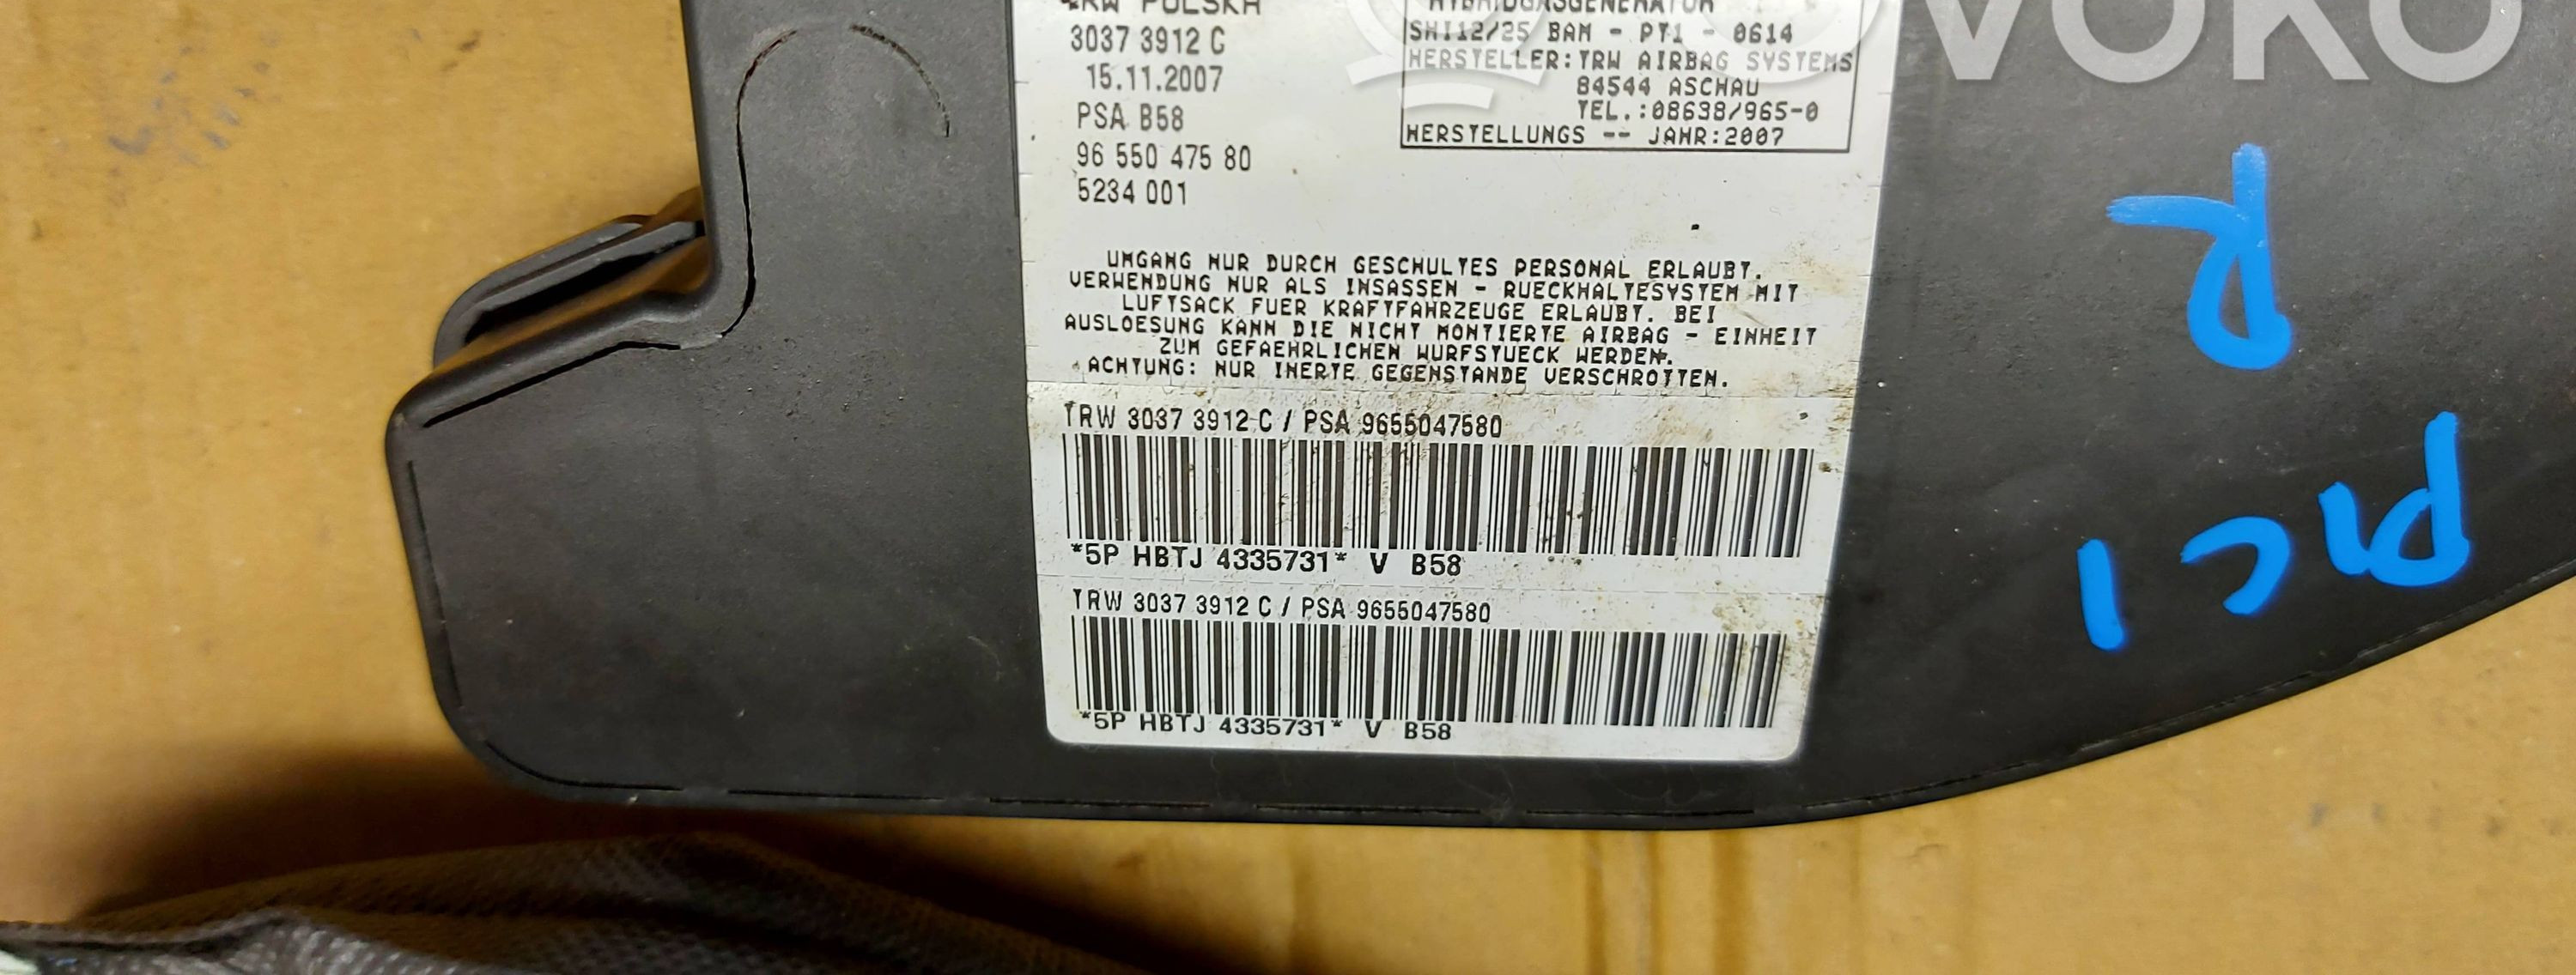 TRW POLSKA
3037 3912 C
15.11.2007
PSA B58
96 550 475 80
5234 001
HYBRIDGASGENERATOR
SHI12/25 BAM - PT1 - 0614
HERSTELLER: TRW AIRBAG SYSTEMS
84544 ASCHAU
TEL.:08638/965-0
HERSTELLUNGS -- JAHR:2007
UMGANG NUR DURCH GESCHULTES PERSONAL ERLAUBT.
VERWENDUNG NUR ALS INSASSEN - RUECKHALTESYSTEM MIT
LUFTSACK FUER KRAFTFAHRZEUGE ERLAUBT. BEI
AUSLOESUNG KANN DIE NICHT MONTIERTE AIRBAG - EINHEIT
ZUM GEFAEHRLICHEN WURFSTUECK WERDEN.
ACHTUNG: NUR INERTE GEGENSTANDE VERSCHROTTEN.
TRW 3037 3912 C / PSA 9655047580
*5P HBTJ 4335731* V B58
TRW 3037 3912 C / PSA 9655047580
*5P HBTJ 4335731* V B58
OVOKO
R